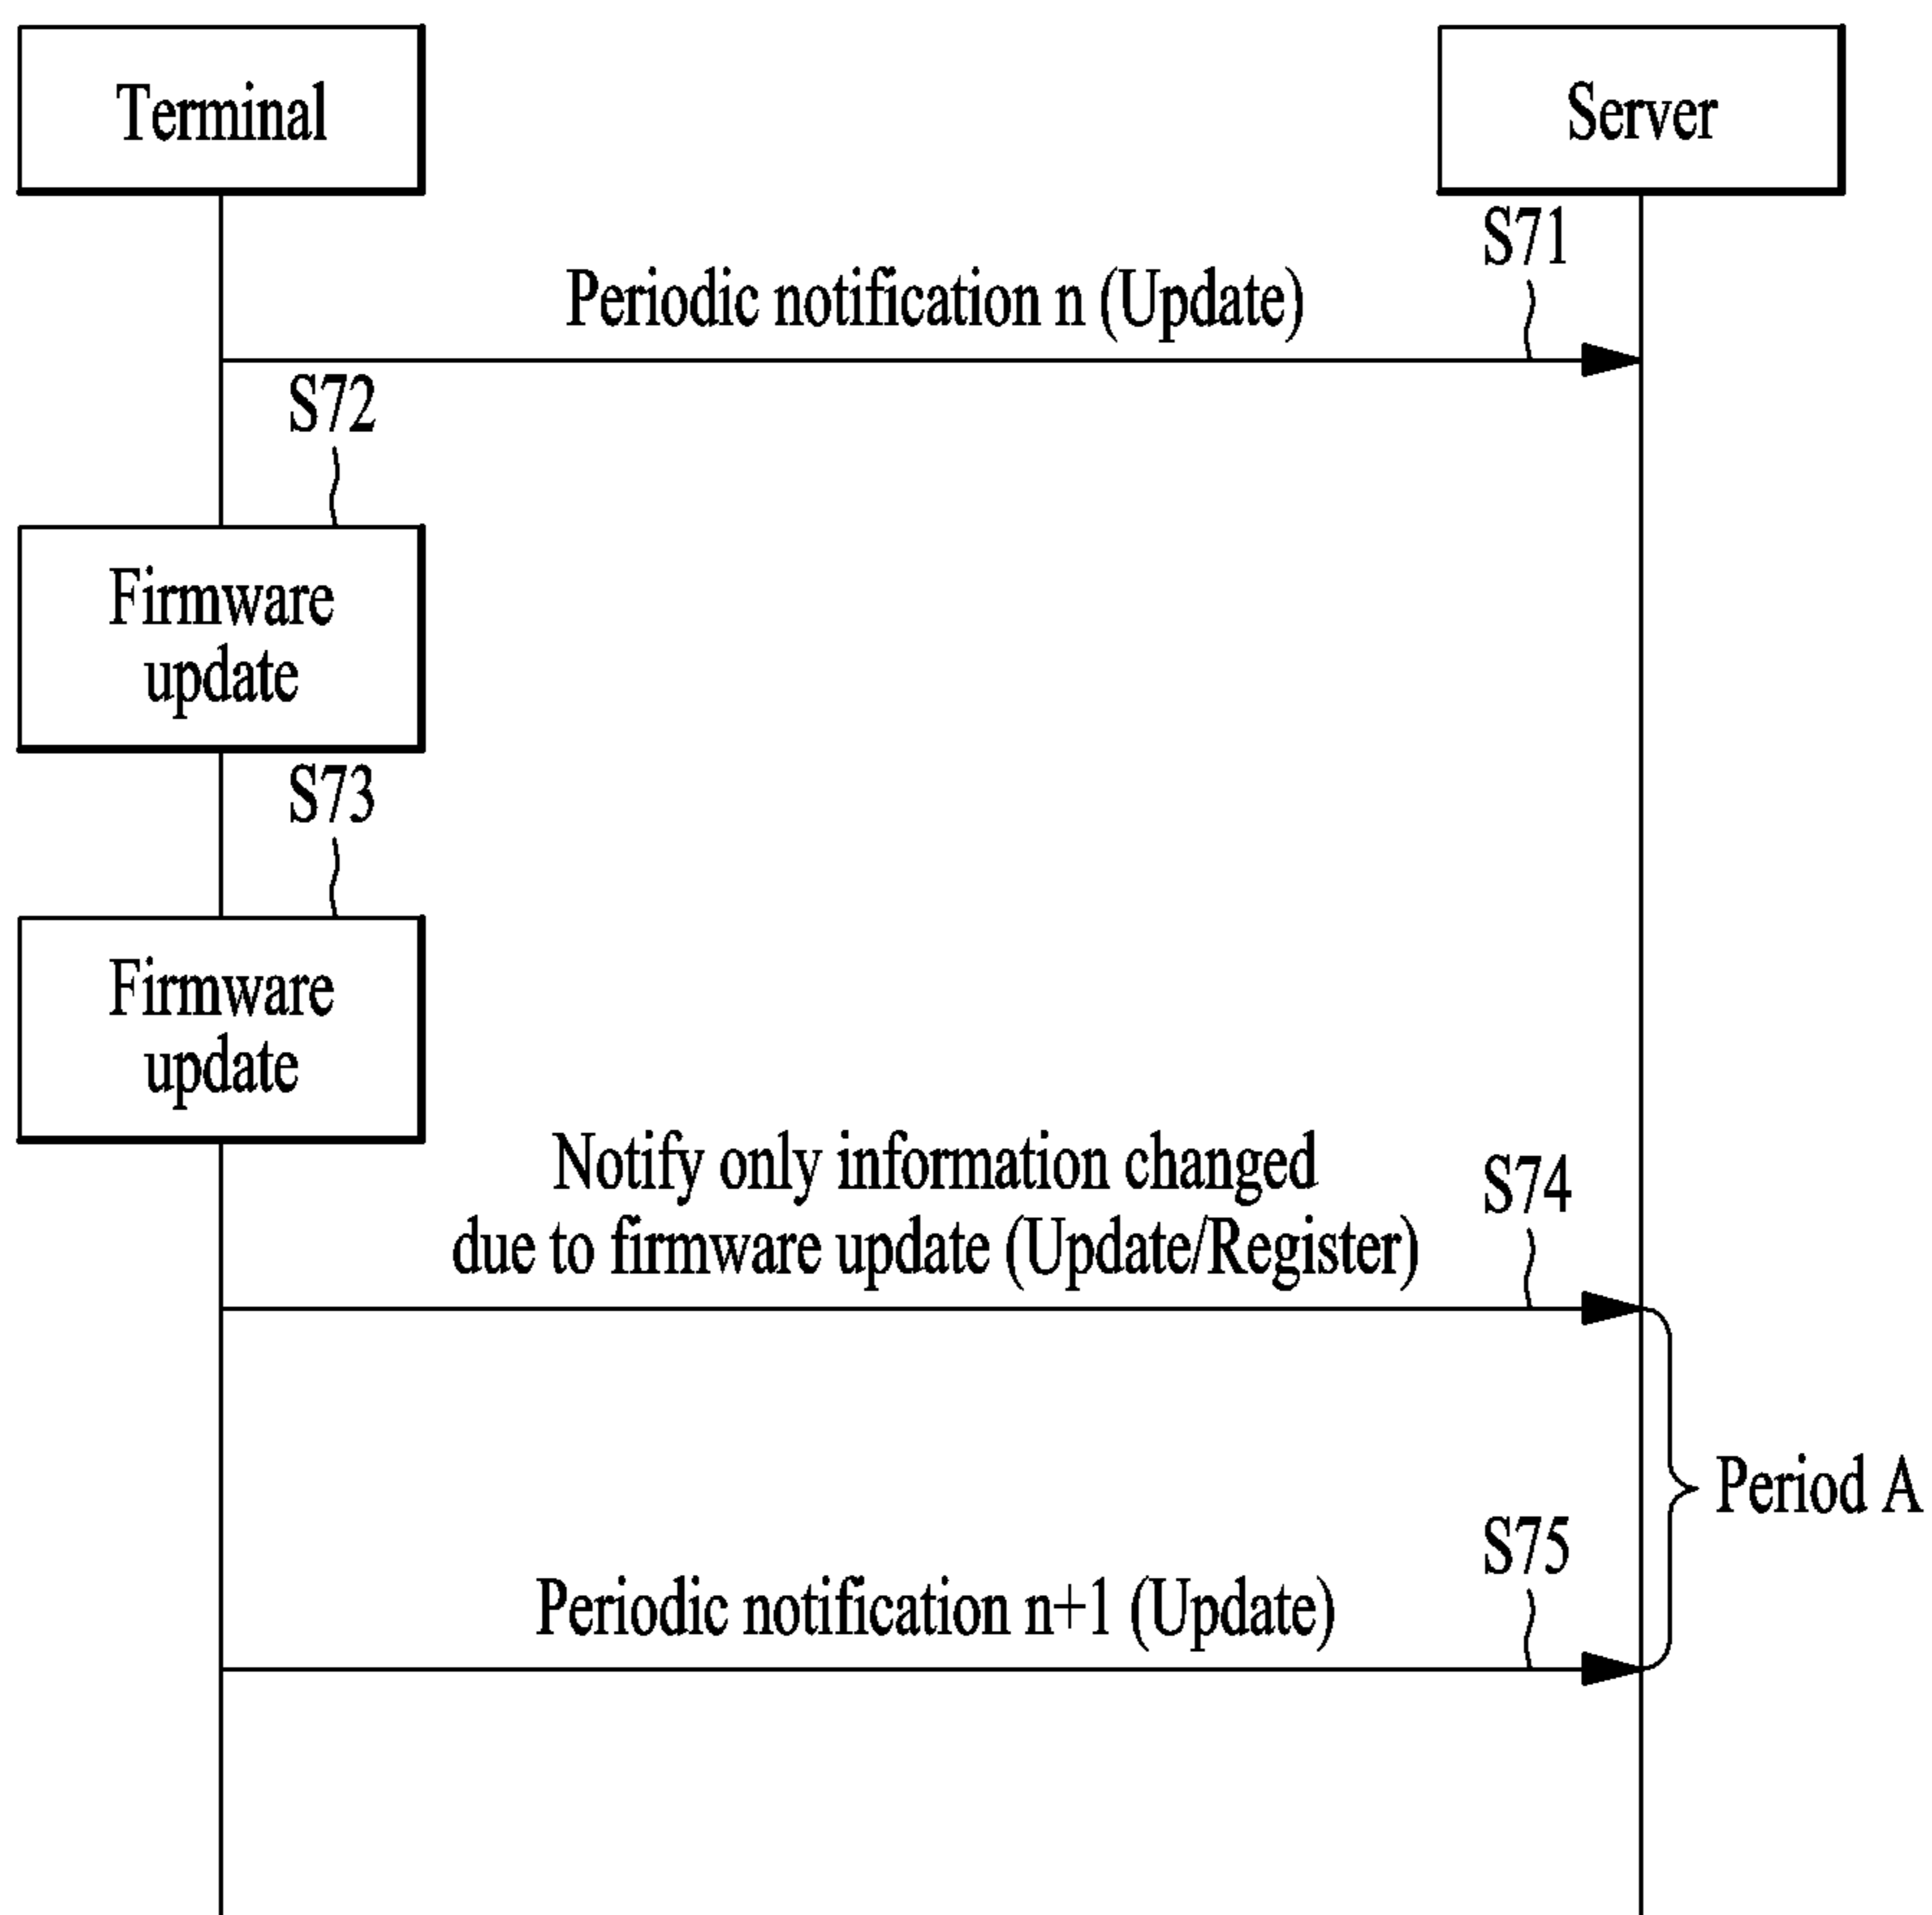 Terminal
Server
S71
Periodic notification n (Update)
S72
Firmware
update
S73
Firmware
update
Notify only information changed
due to firmware update (Update/Register)
S74
Period A
S75
Periodic notification n+1 (Update)